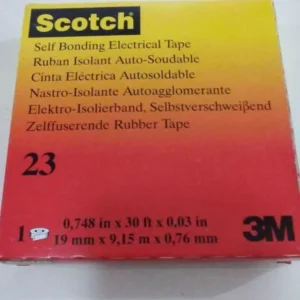 Scotch
Self Bonding Electrical Tape
Ruban Isolant Auto-Soudable
Cinta Eléctrica Autosoldable
Nastro-Isolante Autoagglomerante
Elektro-Isolierband, Selbstverschweißend
Zelffuserende Rubber Tape
23
0,748 in x 30 ft x 0,03 in
1 19 mm x 9,15 m x 0,76 mm
3M